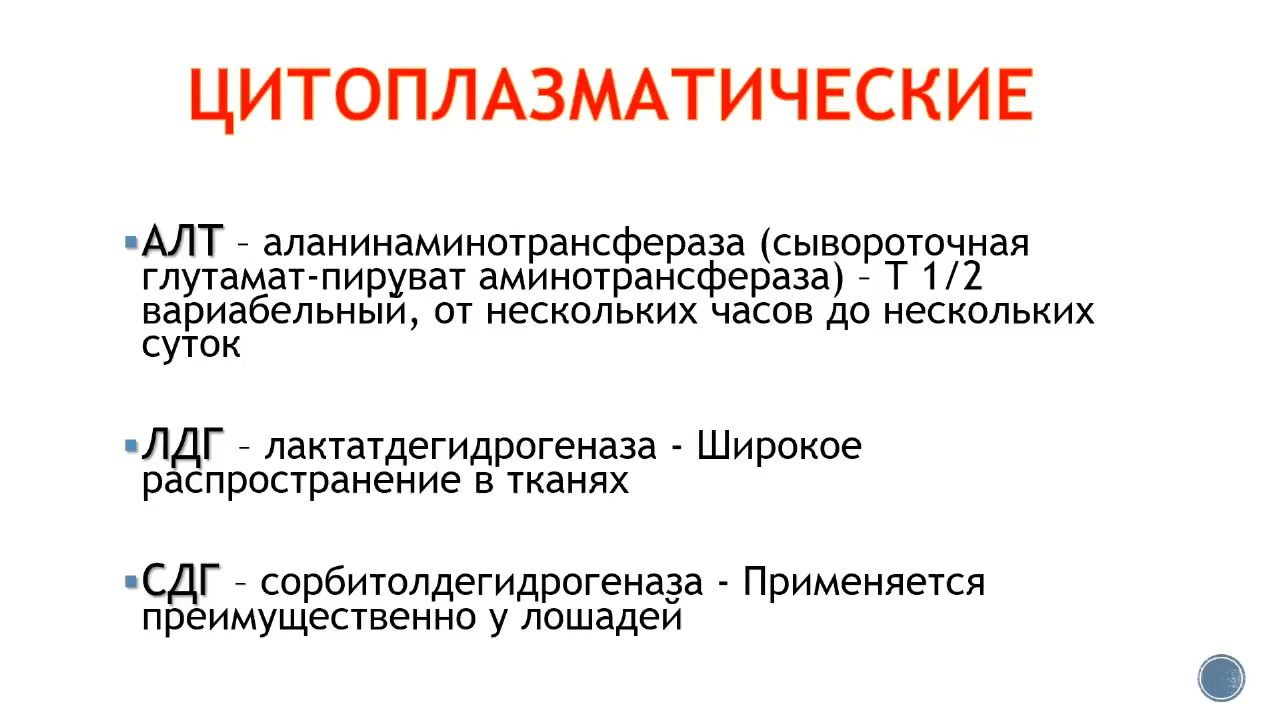 ЦИТОПЛАЗМАТИЧЕСКИЕ
▪АЛТ – аланинаминотрансфераза (сывороточная
глутамат-пируват аминотрансфераза) – Т 1/2
вариабельный, от нескольких часов до нескольких
суток
▪ЛДГ – лактатдегидрогеназа - Широкое
распространение в тканях
▪СДГ – сорбитолдегидрогеназа - Применяется
преимущественно у лошадей